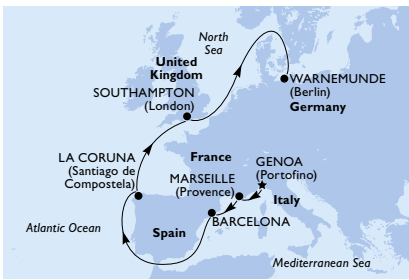 North
Sea
United
Kingdom
SOUTHAMPTON
(London)
WARNEMUNDE
(Berlin)
Germany
LA CORUNA
(Santiago de
Compostela)
France
GENOA
(Portofino)
MARSEILLE
(Provence)
Italy
BARCELONA
Spain
Atlantic Ocean
Mediterranean Sea